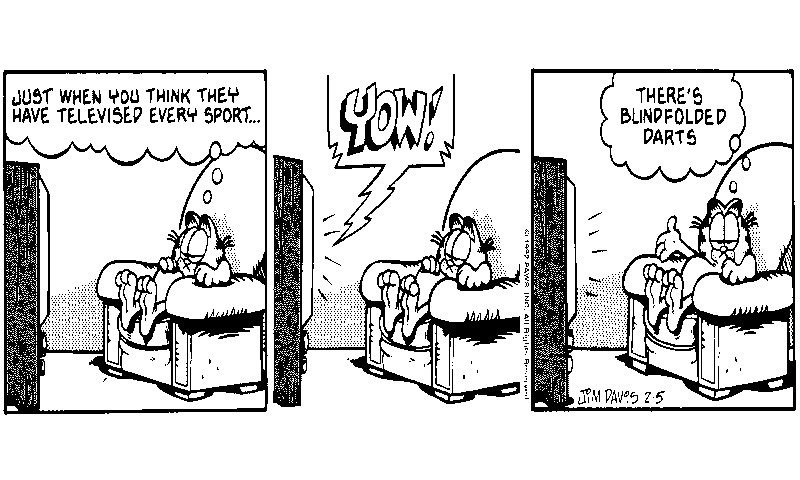 JUST WHEN YOU THINK THEY
HAVE TELEVISED EVERY SPORT...
YOW!
THERE'S
BLINDFOLDED
DARTS
JIM DAVIS 2-5